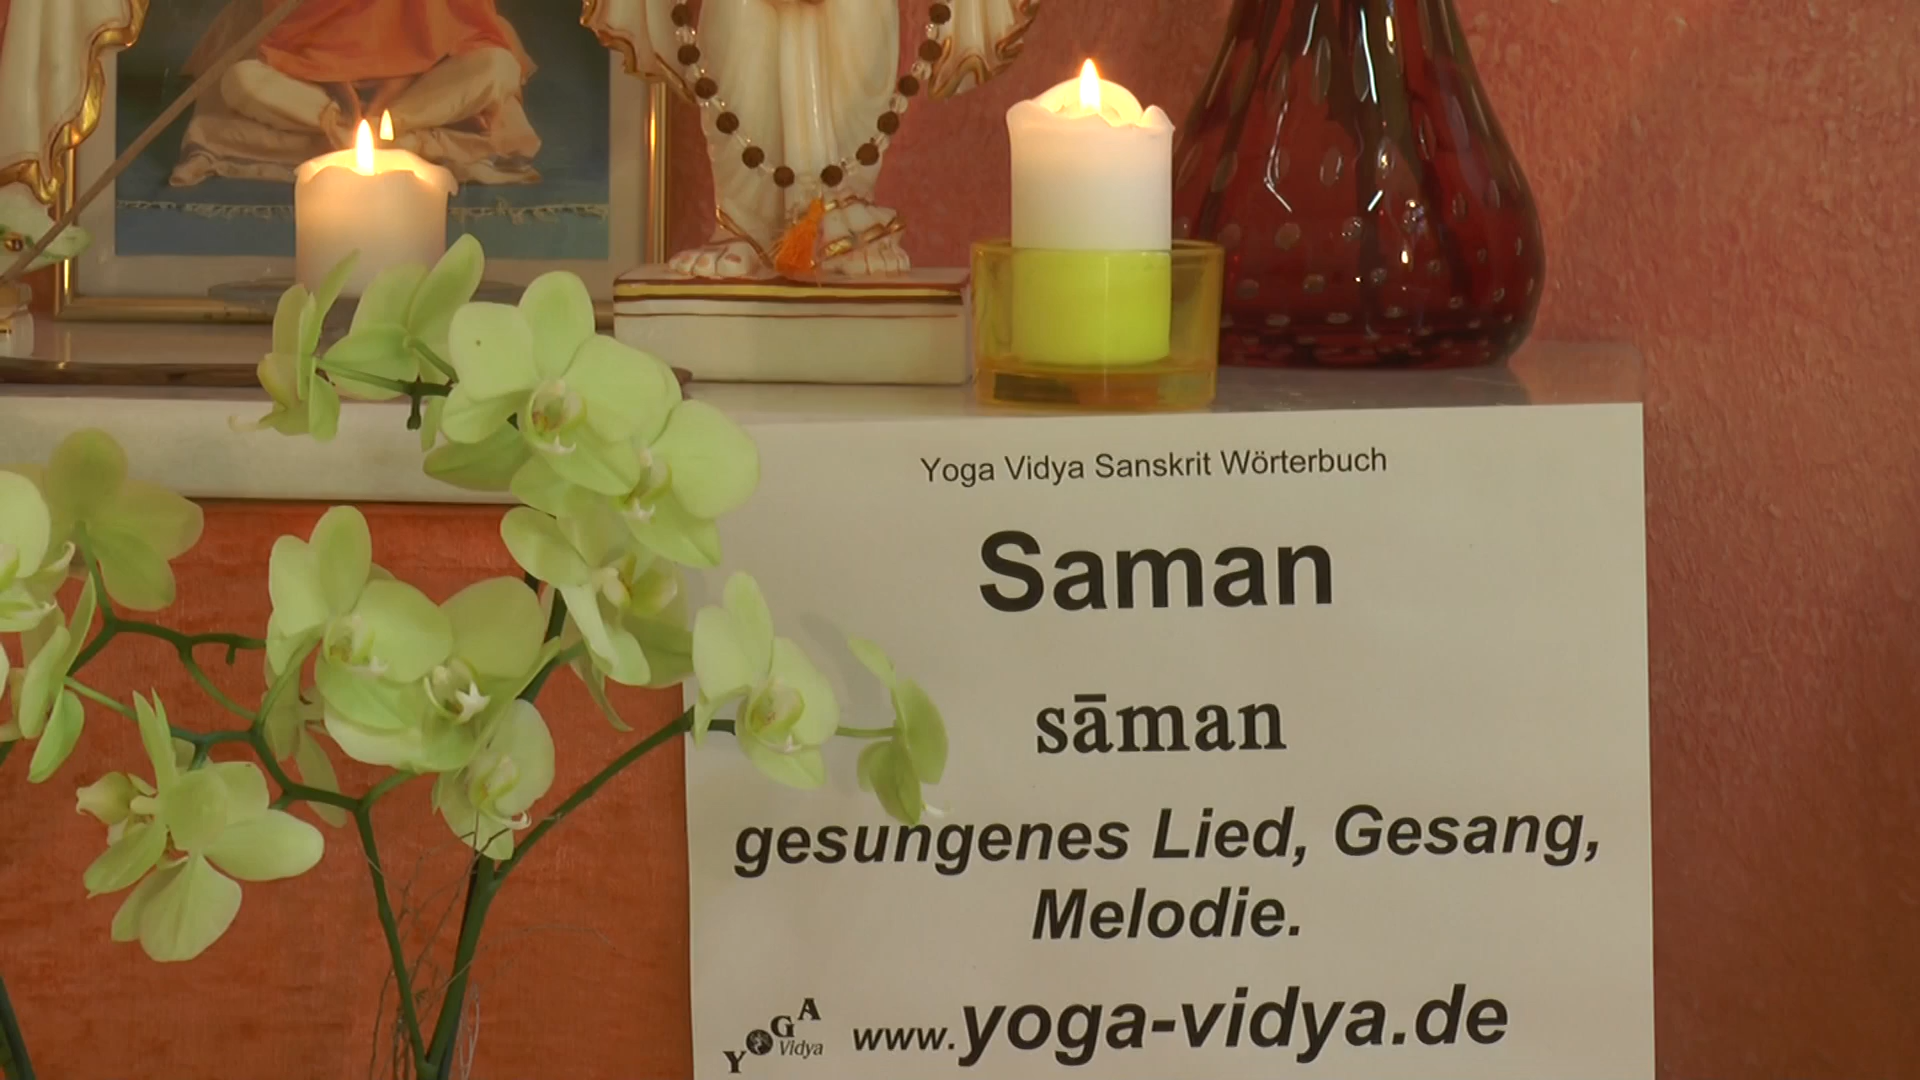 Yoga Vidya Sanskrit Wörterbuch
Saman
sāman
gesungenes Lied, Gesang,
Melodie.
YOGA Vidya www.yoga-vidya.de